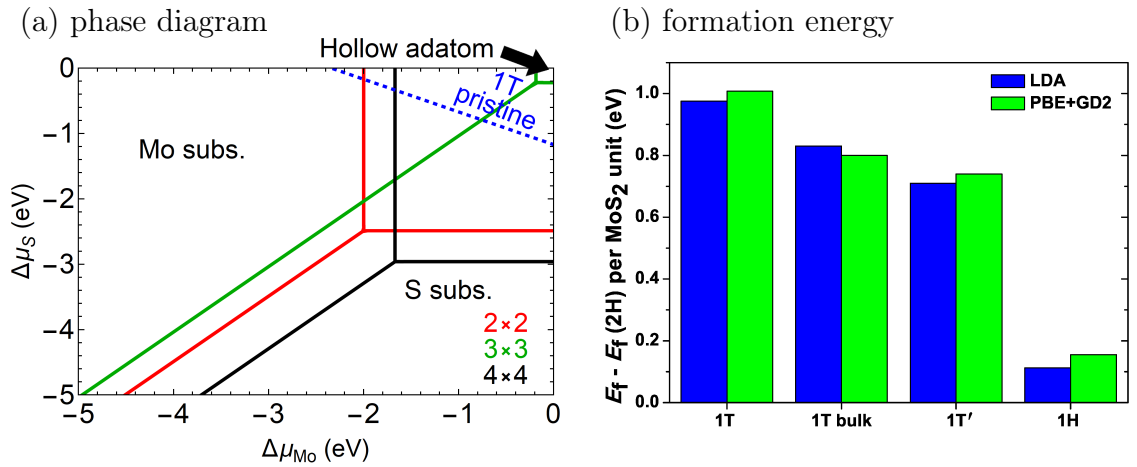 (a) phase diagram
Hollow adatom
0
−1
−2
−3
−4
−5
Δμ_S (eV)
1T
pristine
Mo subs.
S subs.
2×2
3×3
4×4
−5 −4 −3 −2 −1 0
Δμ_Mo (eV)
(b) formation energy
LDA
PBE+GD2
1.0
0.8
0.6
0.4
0.2
0.0
E_f - E_f (2H) per MoS₂ unit (eV)
1T 1T bulk 1T′ 1H